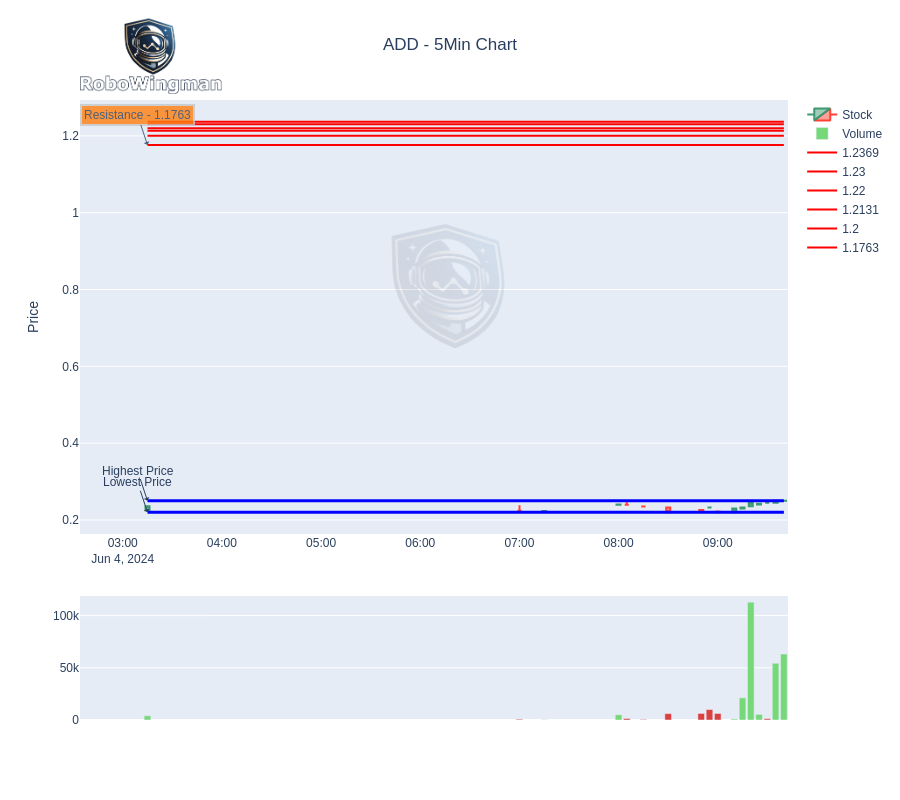 RoboWingman
ADD - 5Min Chart
Resistance - 1.1763
Price
1.2
1
0.8
0.6
0.4
0.2
Highest Price
Lowest Price
03:00
04:00
05:00
06:00
07:00
08:00
09:00
Jun 4, 2024
Stock
Volume
1.2369
1.23
1.22
1.2131
1.2
1.1763
100k
50k
0